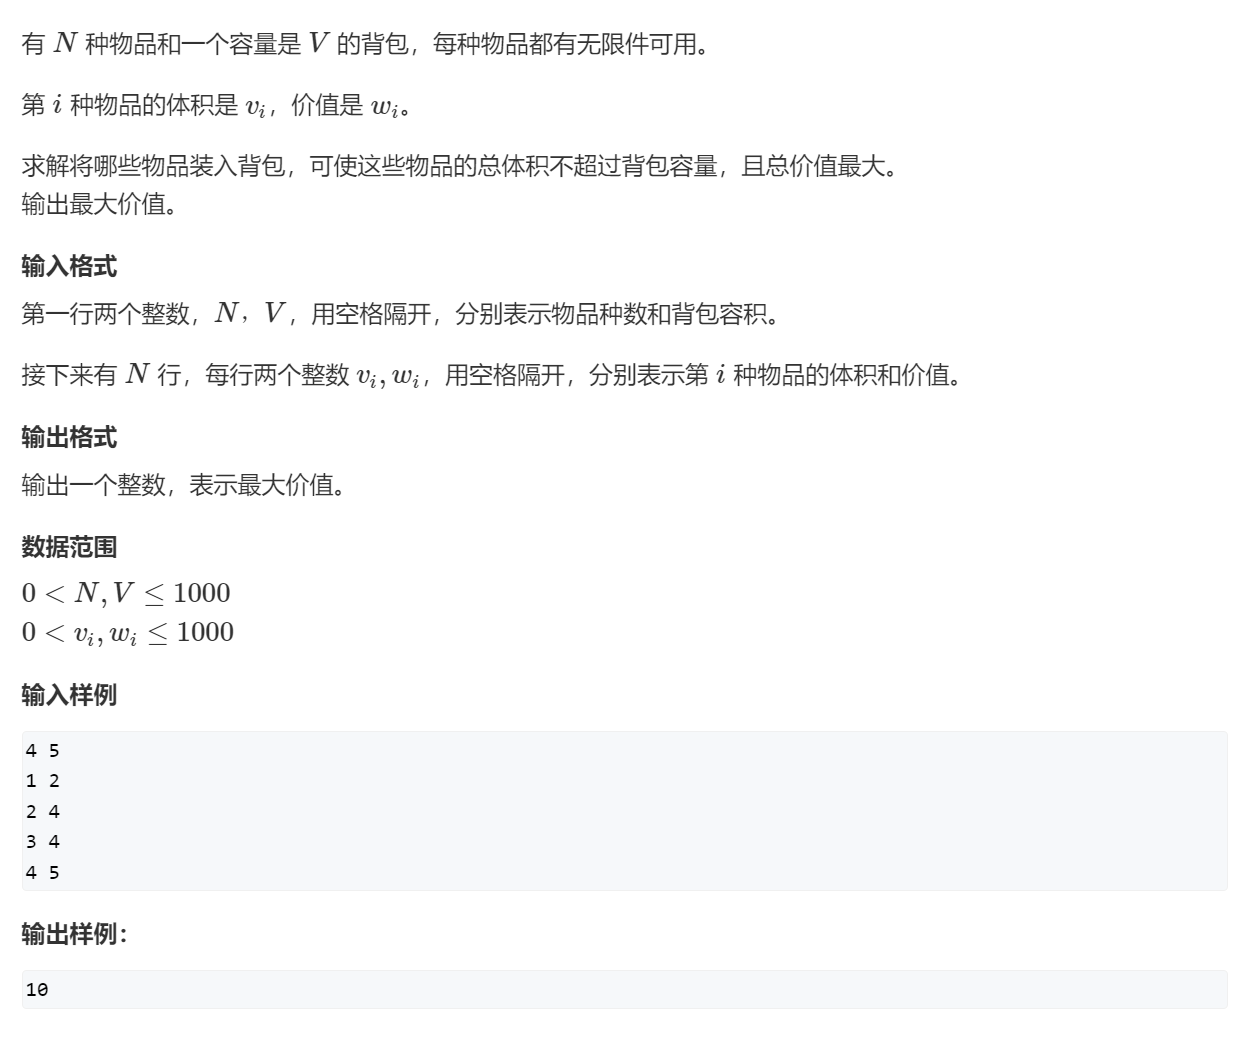 有 N 种物品和一个容量是 V 的背包，每种物品都有无限件可用。
第 i 种物品的体积是 vᵢ，价值是 wᵢ。
求解将哪些物品装入背包，可使这些物品的总体积不超过背包容量，且总价值最大。
输出最大价值。
输入格式
第一行两个整数，N，V，用空格隔开，分别表示物品种数和背包容积。
接下来有 N 行，每行两个整数 vᵢ, wᵢ，用空格隔开，分别表示第 i 种物品的体积和价值。
输出格式
输出一个整数，表示最大价值。
数据范围
0 < N, V ≤ 1000
0 < vᵢ, wᵢ ≤ 1000
输入样例
4 5
1 2
2 4
3 4
4 5
输出样例：
10